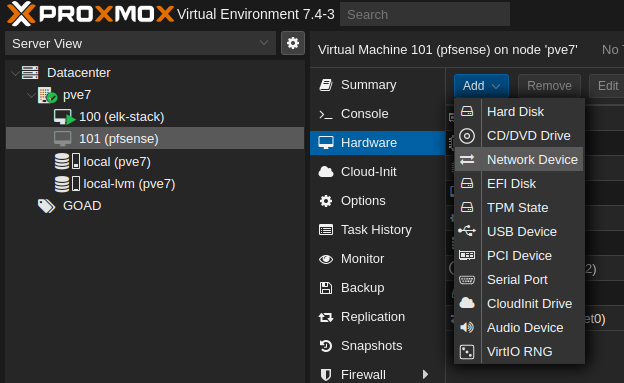 PROXMOX Virtual Environment 7.4-3 Search
Server View
Virtual Machine 101 (pfsense) on node 'pve7' No
Datacenter
pve7
100 (elk-stack)
101 (pfsense)
local (pve7)
local-lvm (pve7)
GOAD
Summary
Console
Hardware
Cloud-Init
Options
Task History
Monitor
Backup
Replication
Snapshots
Firewall
Add Remove Edit
Hard Disk
CD/DVD Drive
Network Device
EFI Disk
TPM State
USB Device
PCI Device
Serial Port
CloudInit Drive
Audio Device
VirtIO RNG
2)
et0)